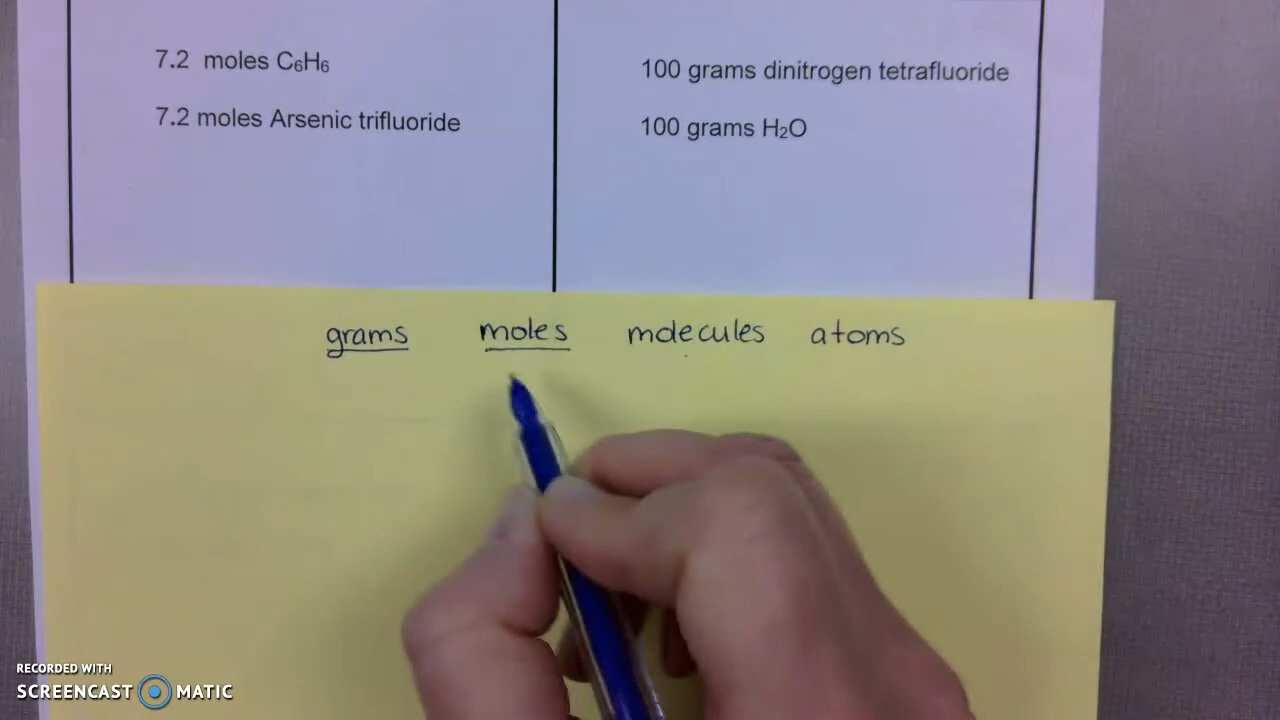 7.2 moles C₆H₆
7.2 moles Arsenic trifluoride
100 grams dinitrogen tetrafluoride
100 grams H₂O
grams moles molecules atoms
RECORDED WITH
SCREENCAST MATIC